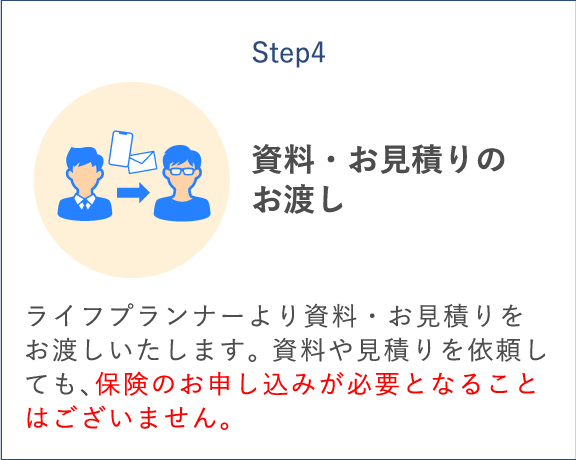 Step4
資料・お見積りの
お渡し
ライフプランナーより資料・お見積りを
お渡しいたします。資料や見積りを依頼し
ても、保険のお申し込みが必要となること
はございません。